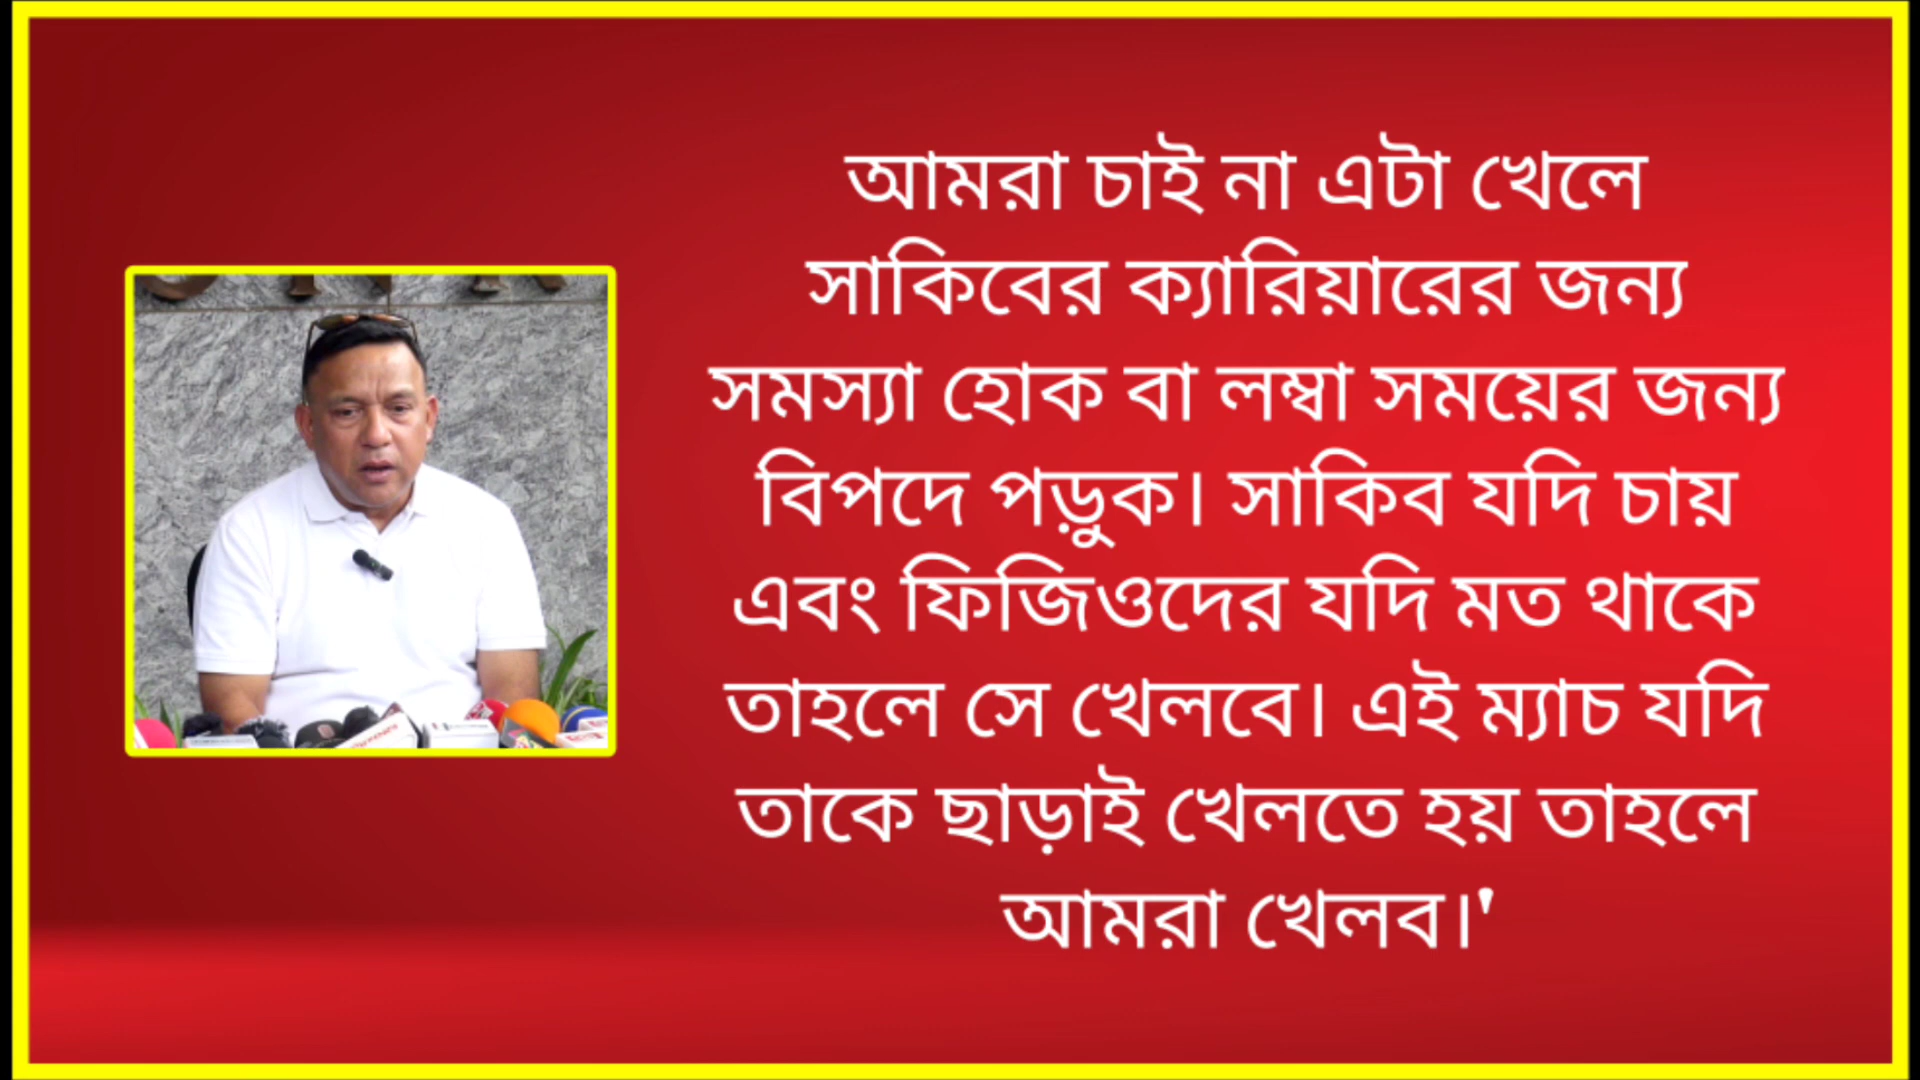 আমরা চাই না এটা খেলে
সাকিবের ক্যারিয়ারের জন্য
সমস্যা হোক বা লম্বা সময়ের জন্য
বিপদে পড়ুক। সাকিব যদি চায়
এবং ফিজিওদের যদি মত থাকে
তাহলে সে খেলবে। এই ম্যাচ যদি
তাকে ছাড়াই খেলতে হয় তাহলে
আমরা খেলব।'